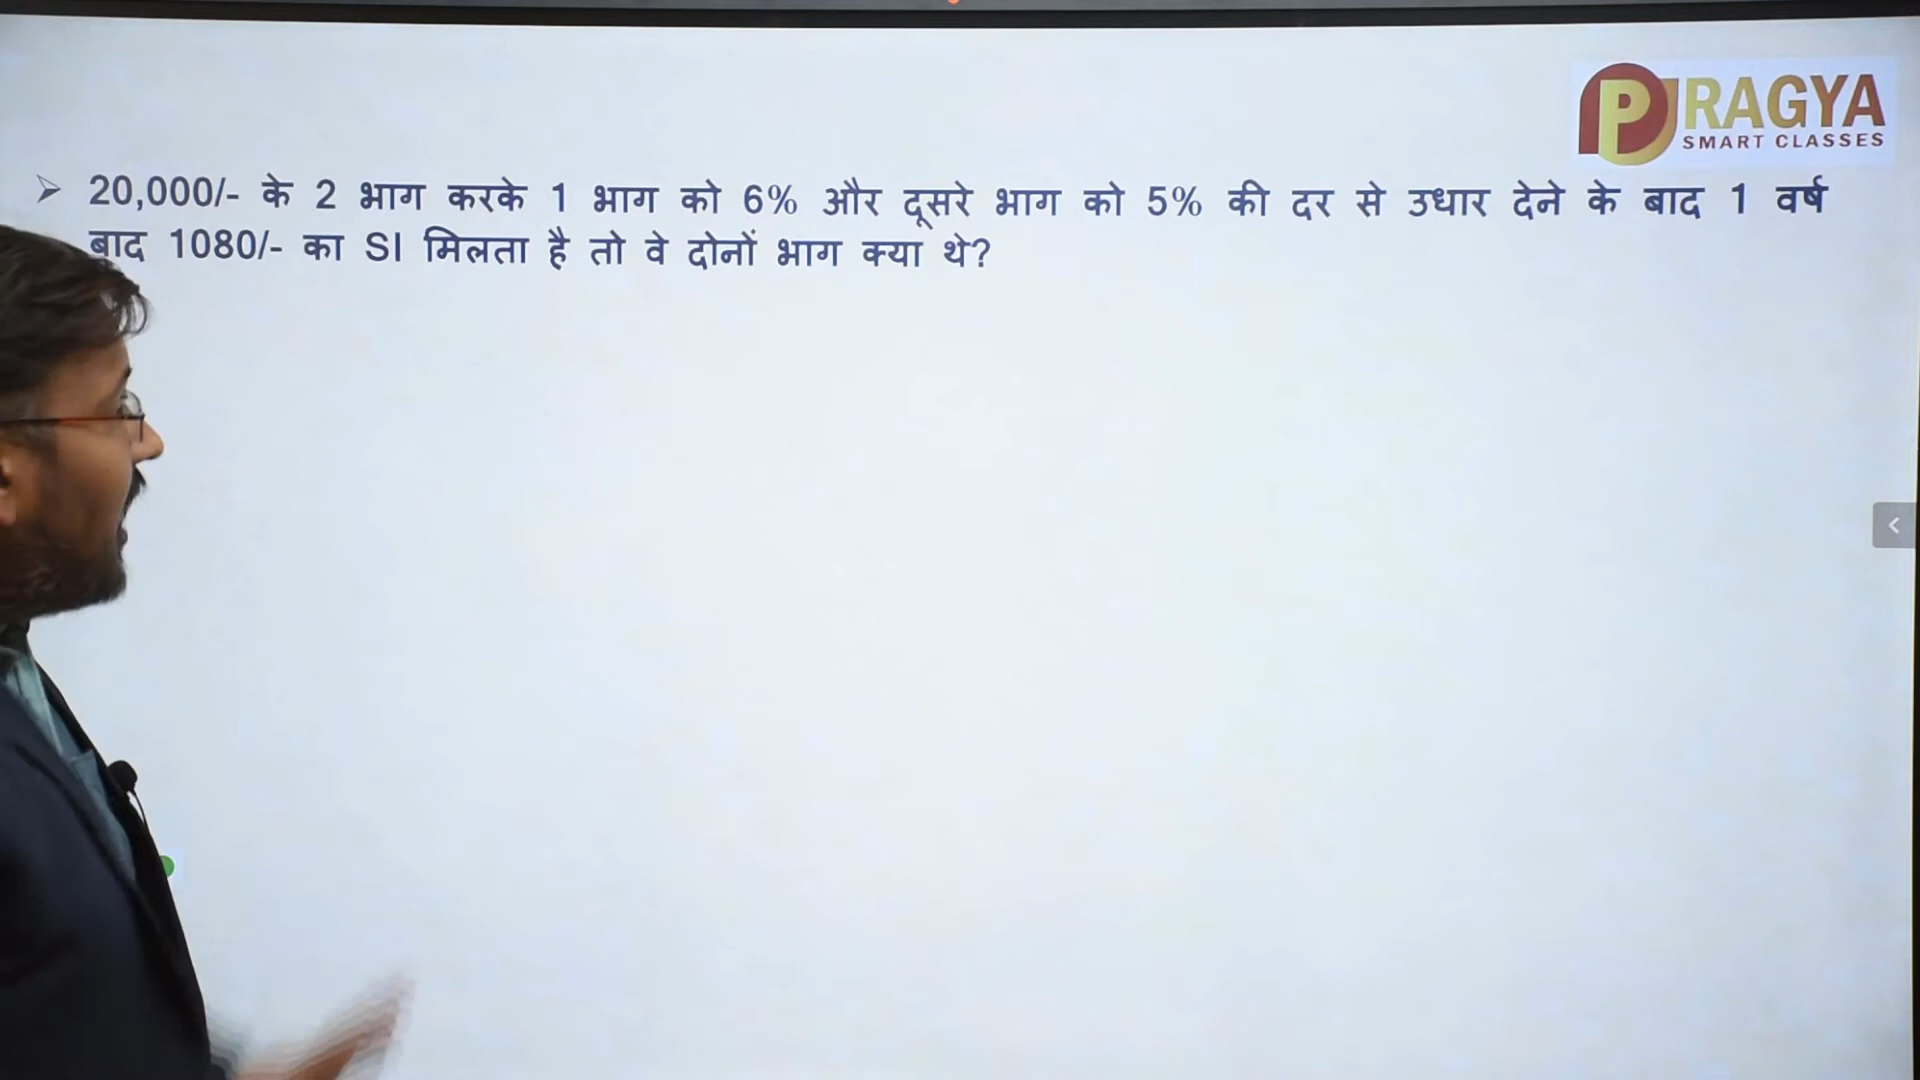 PRAGYA
SMART CLASSES
➢ 20,000/- के 2 भाग करके 1 भाग को 6% और दूसरे भाग को 5% की दर से उधार देने के बाद 1 वर्ष
बाद 1080/- का SI मिलता है तो वे दोनों भाग क्या थे?